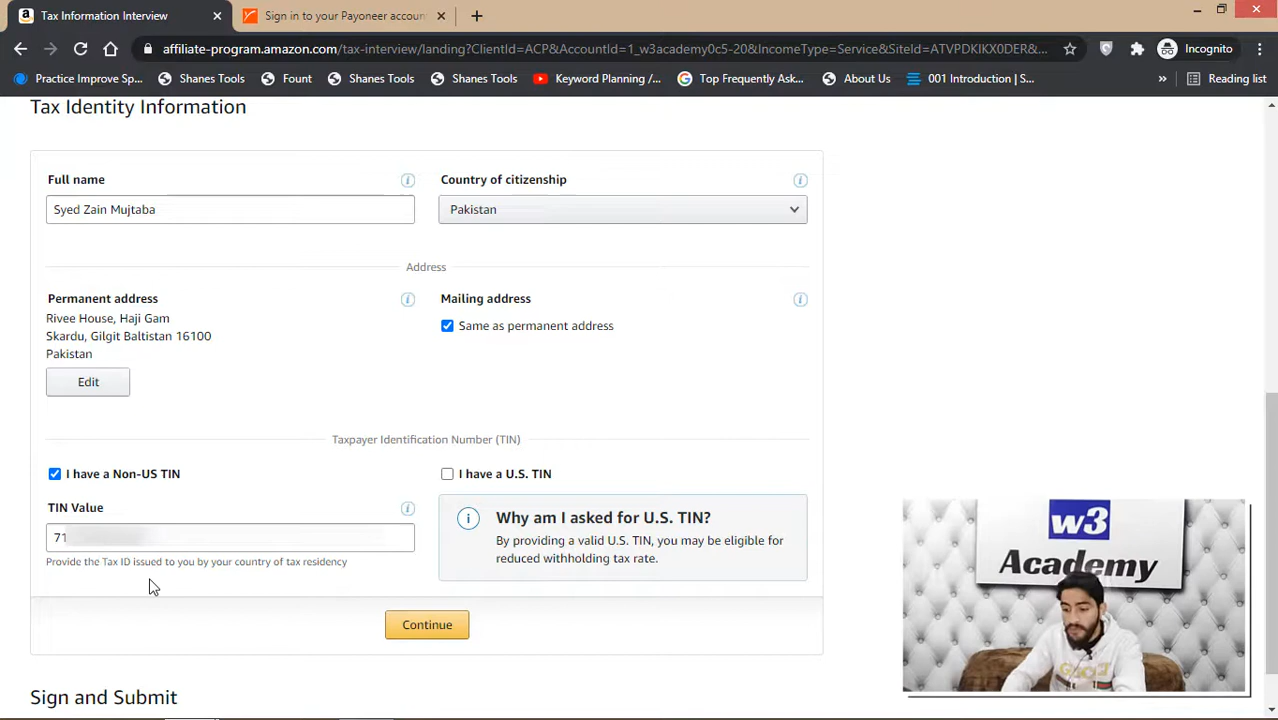 Tax Information Interview
Sign in to your Payoneer accoun
affiliate-program.amazon.com/tax-interview/landing?ClientId=ACP&AccountId=1_w3academy0c5-20&IncomeType=Service&SiteId=ATVPDKIKX0DER&...
Incognito
Practice Improve Sp...
Shanes Tools
Fount
Shanes Tools
Shanes Tools
Keyword Planning /...
Top Frequently Ask...
About Us
001 Introduction | S...
»
Reading list
Tax Identity Information
Full name
Country of citizenship
Syed Zain Mujtaba
Pakistan
Address
Permanent address
Mailing address
Rivee House, Haji Gam
Same as permanent address
Skardu, Gilgit Baltistan 16100
Pakistan
Edit
Taxpayer Identification Number (TIN)
I have a Non-US TIN
I have a U.S. TIN
TIN Value
Why am I asked for U.S. TIN?
71
By providing a valid U.S. TIN, you may be eligible for
reduced withholding tax rate.
Provide the Tax ID issued to you by your country of tax residency
Continue
Sign and Submit
w3
Academy